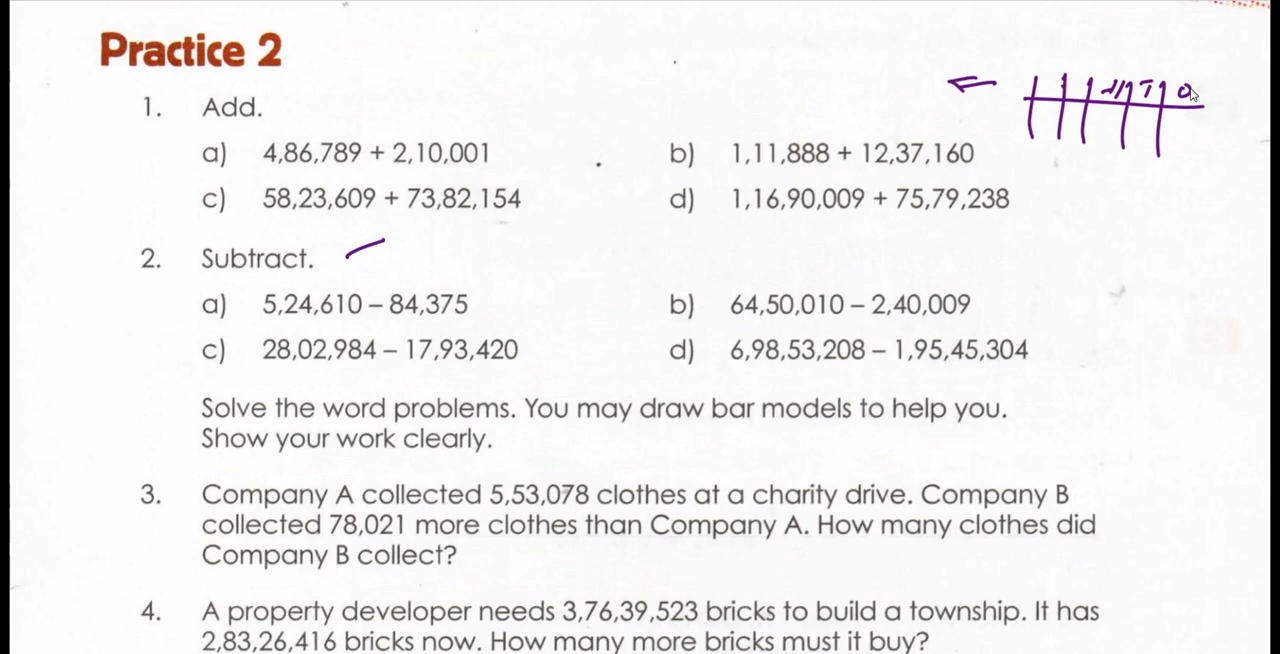 Practice 2
1. Add.
a) 4,86,789 + 2,10,001 b) 1,11,888 + 12,37,160
c) 58,23,609 + 73,82,154 d) 1,16,90,009 + 75,79,238
2. Subtract.
a) 5,24,610 – 84,375 b) 64,50,010 – 2,40,009
c) 28,02,984 – 17,93,420 d) 6,98,53,208 – 1,95,45,304
Solve the word problems. You may draw bar models to help you.
Show your work clearly.
3. Company A collected 5,53,078 clothes at a charity drive. Company B
collected 78,021 more clothes than Company A. How many clothes did
Company B collect?
4. A property developer needs 3,76,39,523 bricks to build a township. It has
2,83,26,416 bricks now. How many more bricks must it buy?